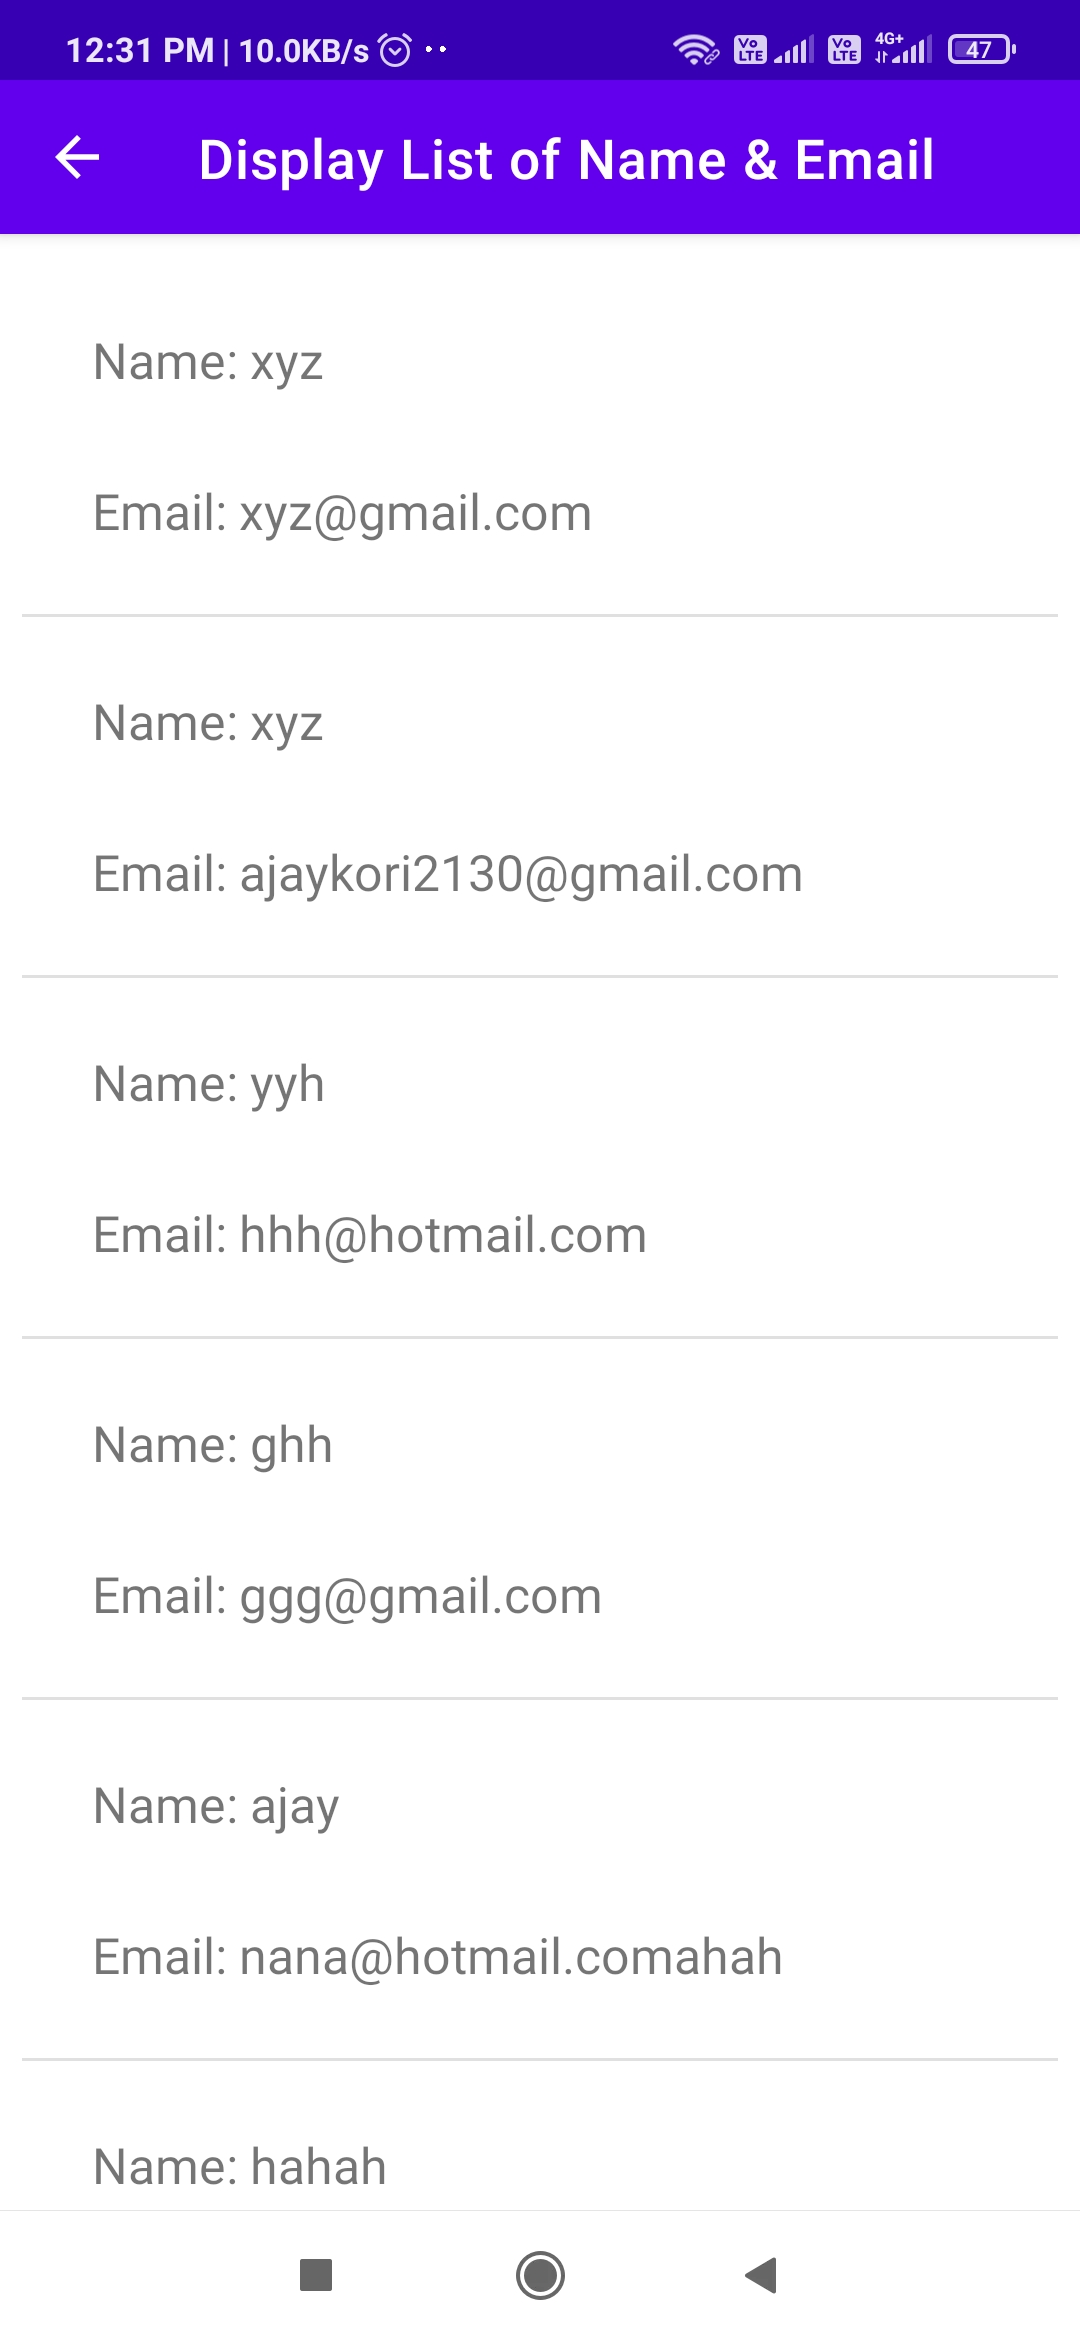 12:31 PM | 10.0KB/s
Vo LTE Vo LTE 4G+ 47
Display List of Name & Email
Name: xyz
Email: xyz@gmail.com
Name: xyz
Email: ajaykori2130@gmail.com
Name: yyh
Email: hhh@hotmail.com
Name: ghh
Email: ggg@gmail.com
Name: ajay
Email: nana@hotmail.comahah
Name: hahah